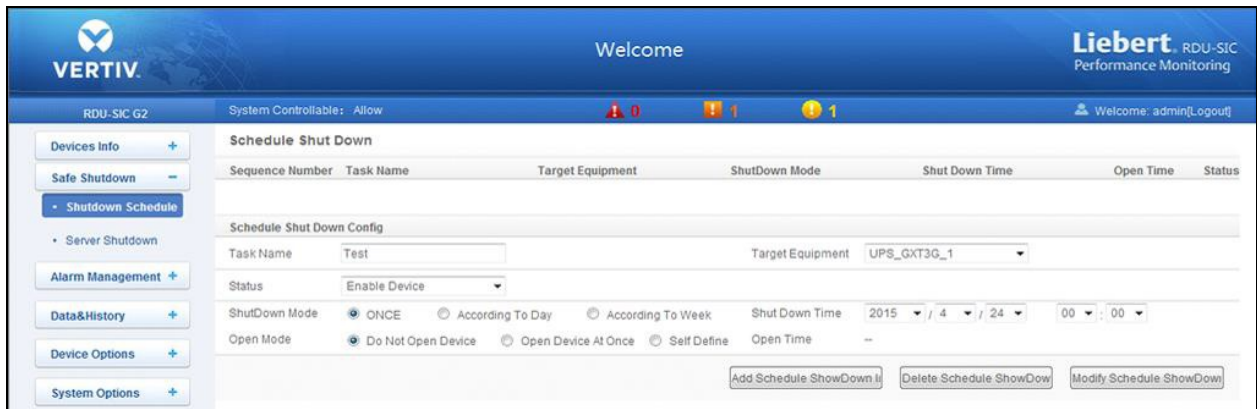 VERTIV.
Welcome
Liebert. RDU-SIC
Performance Monitoring
RDU-SIC G2
System Controllable: Allow
0
1
1
Welcome: admin[Logout]
Devices Info +
Safe Shutdown −
• Shutdown Schedule
• Server Shutdown
Alarm Management +
Data&History +
Device Options +
System Options +
Schedule Shut Down
Sequence Number Task Name Target Equipment ShutDown Mode Shut Down Time Open Time Status
Schedule Shut Down Config
Task Name Test Target Equipment UPS_GXT3G_1
Status Enable Device
ShutDown Mode ONCE According To Day According To Week Shut Down Time 2015 / 4 / 24 00 : 00
Open Mode Do Not Open Device Open Device At Once Self Define Open Time --
Add Schedule ShowDown Delete Schedule ShowDow Modify Schedule ShowDow